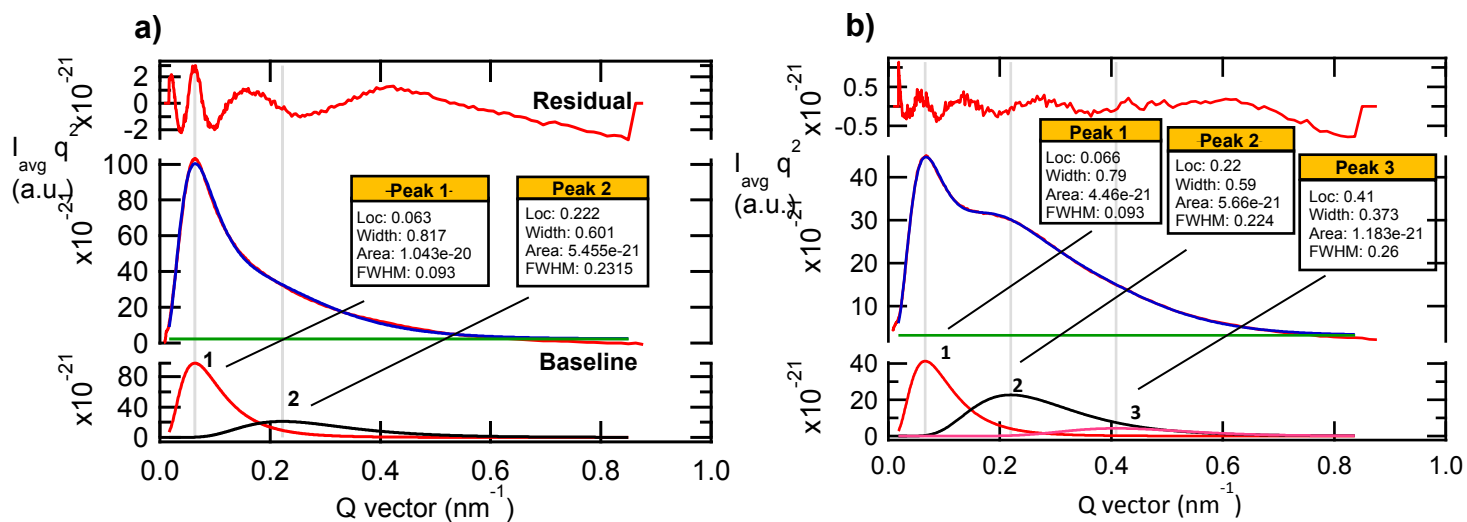 a)
2
0
-2
x10⁻²¹
Residual
100
80
60
40
20
0
I_avg q²
(a.u.)
x10⁻²¹
-Peak 1-
Loc: 0.063
Width: 0.817
Area: 1.043e-20
FWHM: 0.093
Peak 2
Loc: 0.222
Width: 0.601
Area: 5.455e-21
FWHM: 0.2315
Baseline
80
40
0
x10⁻²¹
1
2
0.0 0.2 0.4 0.6 0.8 1.0
Q vector (nm⁻¹)
b)
0.5
-0.5
x10⁻²¹
40
30
20
10
I_avg q²
(a.u.)
x10⁻²¹
Peak 1
Loc: 0.066
Width: 0.79
Area: 4.46e-21
FWHM: 0.093
Peak 2
Loc: 0.22
Width: 0.59
Area: 5.66e-21
FWHM: 0.224
Peak 3
Loc: 0.41
Width: 0.373
Area: 1.183e-21
FWHM: 0.26
40
20
0
x10⁻²¹
1
2
3
0.0 0.2 0.4 0.6 0.8 1.0
Q vector (nm⁻¹)